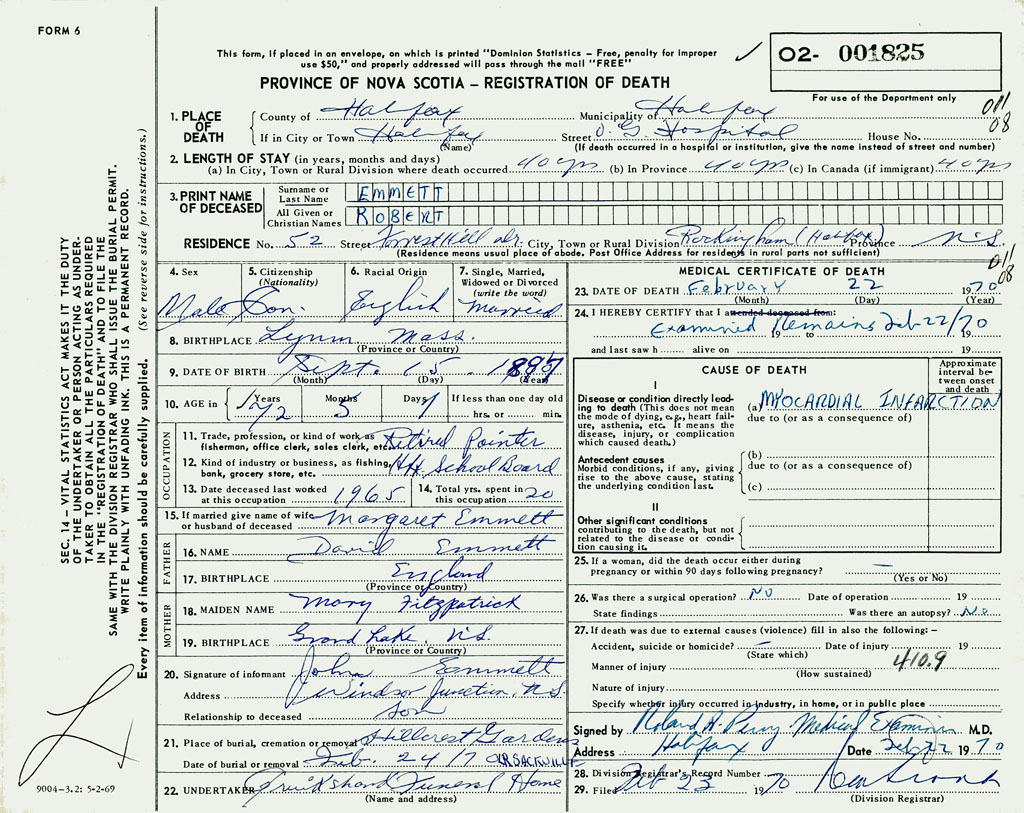 FORM 6
This form, if placed in an envelope, on which is printed "Dominion Statistics – Free, penalty for improper
use $50," and properly addressed will pass through the mail "FREE"
02- 001825
For use of the Department only
PROVINCE OF NOVA SCOTIA – REGISTRATION OF DEATH
011
08
1. PLACE OF DEATH
County of Halifax Municipality of Halifax
If in City or Town Halifax Street V. G. Hospital House No.
(Name) (If death occurred in a hospital or institution, give the name instead of street and number)
2. LENGTH OF STAY (in years, months and days)
(a) In City, Town or Rural Division where death occurred 40 yrs (b) In Province 40 yrs (c) In Canada (if immigrant) 40 yrs
3. PRINT NAME OF DECEASED
Surname or Last Name EMMETT
All Given or Christian Names ROBERT
RESIDENCE No. 52 Street Forrest Hill dr. City, Town or Rural Division Rockingham (Halifax) Province N.S.
(Residence means usual place of abode. Post Office Address for residents in rural parts not sufficient)
011
08
4. Sex
Male
5. Citizenship
(Nationality)
Can.
6. Racial Origin
English
7. Single, Married,
Widowed or Divorced
(write the word)
Married
8. BIRTHPLACE Lynn Mass.
(Province or Country)
9. DATE OF BIRTH Sept. 15 1897
(Month) (Day) (Year)
10. AGE in Years 72 Months 5 Days 7 If less than one day old
hrs. or min.
OCCUPATION
11. Trade, profession, or kind of work as
fisherman, office clerk, sales clerk, etc. Retired Painter
12. Kind of industry or business, as fishing,
bank, grocery store, etc. School Board
13. Date deceased last worked
at this occupation 1965
14. Total yrs. spent in
this occupation 20
15. If married give name of wife
or husband of deceased Margaret Emmett
FATHER
16. NAME David Emmett
17. BIRTHPLACE England
(Province or Country)
MOTHER
18. MAIDEN NAME Mary Fitzpatrick
19. BIRTHPLACE Grand Lake, N.S.
(Province or Country)
20. Signature of informant John Emmett
Address Windsor Junction, N.S.
Relationship to deceased son
21. Place of burial, cremation or removal Hillcrest Gardens
Date of burial or removal Feb. 24/70 LR SACKVILLE
22. UNDERTAKER Cruikshank Funeral Home
(Name and address)
MEDICAL CERTIFICATE OF DEATH
23. DATE OF DEATH February 22 1970
(Month) (Day) (Year)
24. I HEREBY CERTIFY that I attended deceased from:
Examined Remains Feb 22/70
19 19
and last saw h alive on 19
CAUSE OF DEATH
Approximate
interval be-
tween onset
and death
I
Disease or condition directly lead-
ing to death (This does not mean
the mode of dying, e.g., heart fail-
ure, asthenia, etc. It means the
disease, injury, or complication
which caused death.)
(a) MYOCARDIAL INFARCTION
due to (or as a consequence of)
Antecedent causes
Morbid conditions, if any, giving
rise to the above cause, stating
the underlying condition last.
(b)
due to (or as a consequence of)
(c)
II
Other significant conditions
contributing to the death, but not
related to the disease or condi-
tion causing it.
25. If a woman, did the death occur either during
pregnancy or within 90 days following pregnancy? —
(Yes or No)
26. Was there a surgical operation? NO Date of operation 19
State findings Was there an autopsy? No
27. If death was due to external causes (violence) fill in also the following: –
Accident, suicide or homicide? Date of injury 19
(State which)
410.9
Manner of injury
(How sustained)
Nature of injury
Specify whether injury occurred in industry, in home, or in public place
Signed by Roland H. Perry Medical Examiner M.D.
Address Halifax Date Feb 22 1970
28. Division Registrar's Record Number
29. Filed Feb 23 1970
(Division Registrar)
SEC. 14 – VITAL STATISTICS ACT MAKES IT THE DUTY
OF THE UNDERTAKER OR PERSON ACTING AS UNDER-
TAKER TO OBTAIN ALL THE PARTICULARS REQUIRED
IN THE "REGISTRATION OF DEATH" AND TO FILE THE
SAME WITH THE DIVISION REGISTRAR WHO SHALL ISSUE THE BURIAL PERMIT.
WRITE PLAINLY WITH UNFADING INK. THIS IS A PERMANENT RECORD.
Every item of information should be carefully supplied. (See reverse side for instructions.)
9004-3.2: 5-2-69